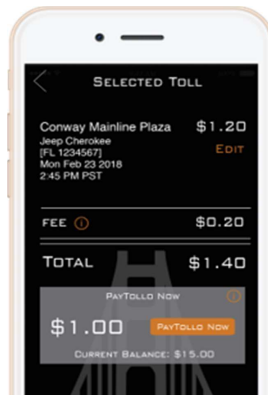 SELECTED TOLL
Conway Mainline Plaza $1.20
Jeep Cherokee EDIT
[FL 1234567]
Mon Feb 23 2018
2:45 PM PST
FEE $0.20
TOTAL $1.40
PAYTOLLO NOW
$1.00 PAYTOLLO NOW
CURRENT BALANCE: $15.00